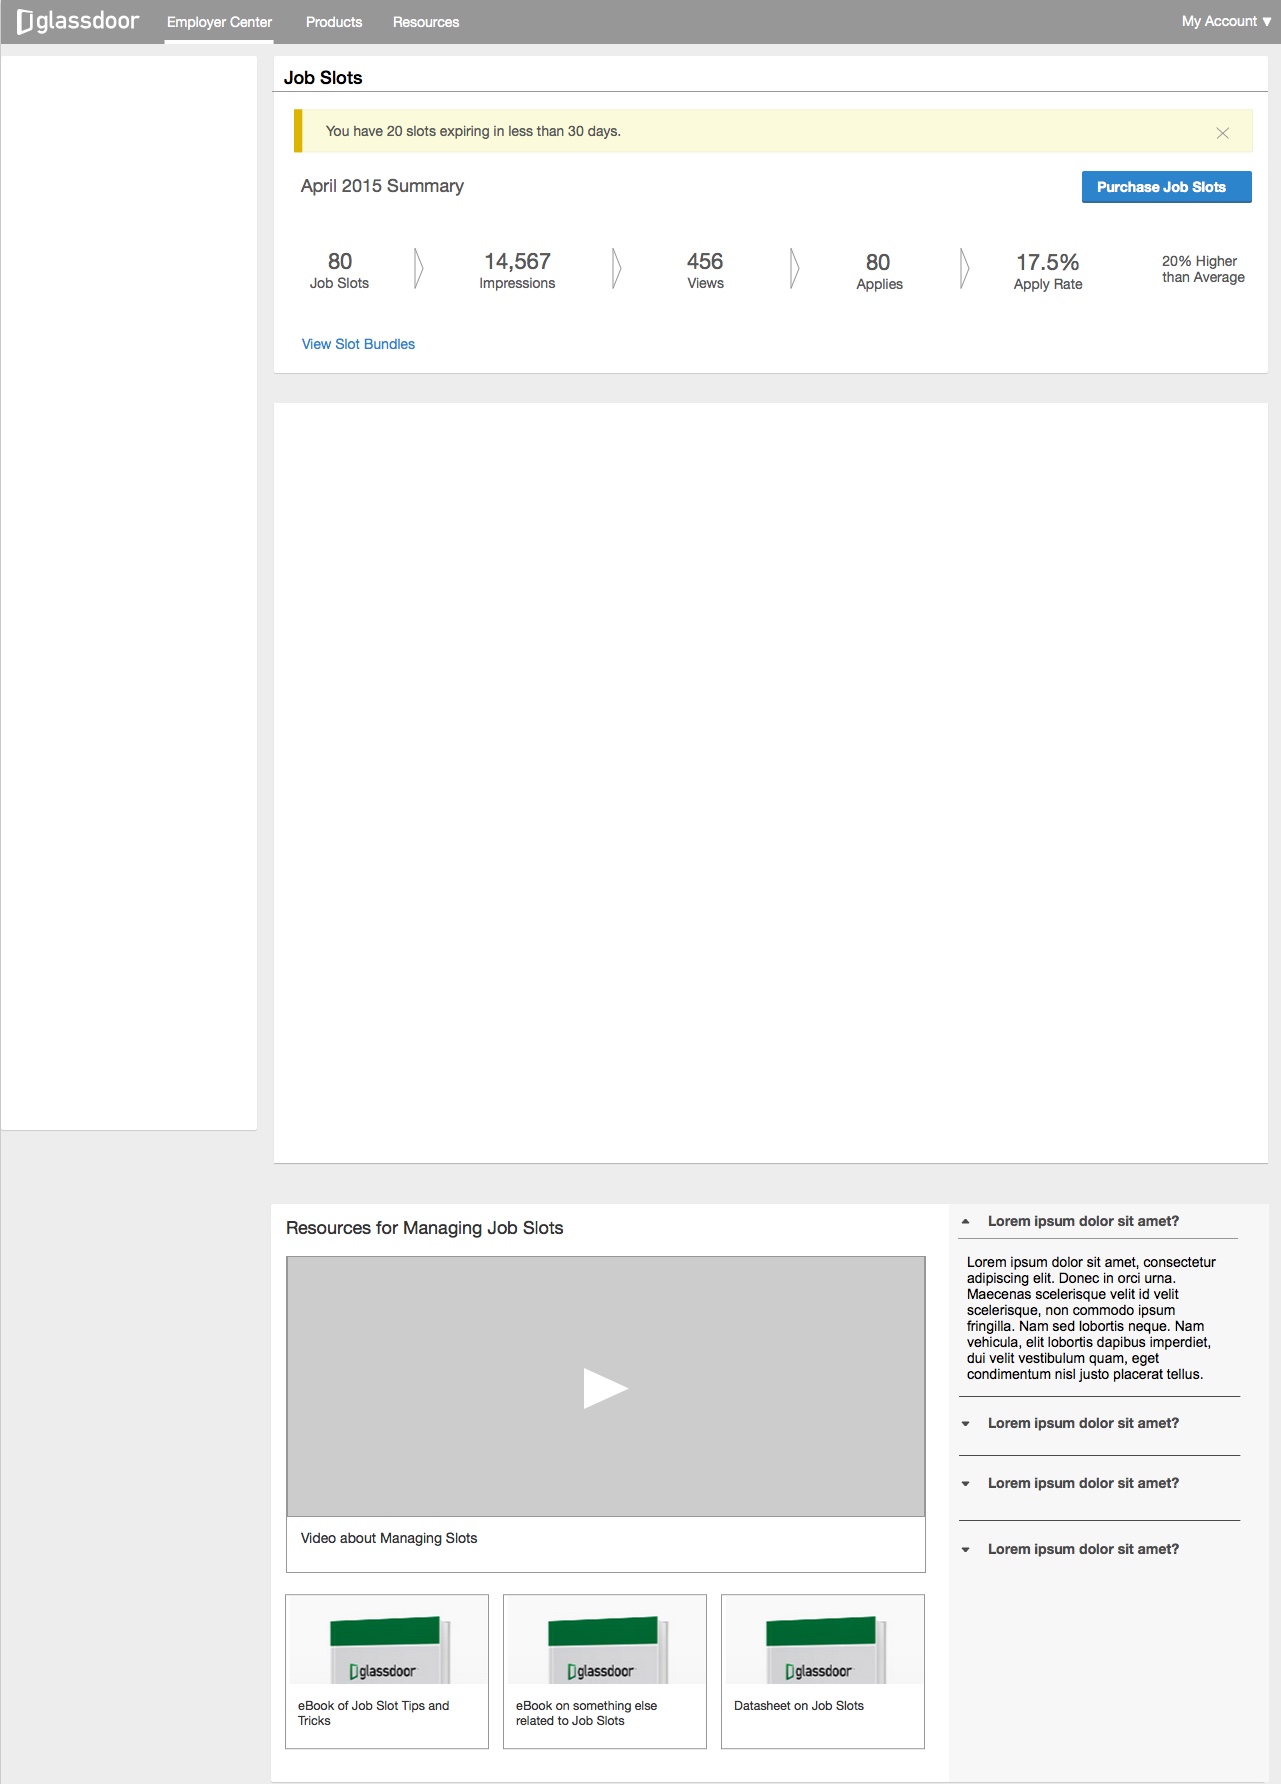 glassdoor
Employer Center
Products
Resources
My Account ▼
Job Slots
You have 20 slots expiring in less than 30 days.
April 2015 Summary
Purchase Job Slots
80
Job Slots
14,567
Impressions
456
Views
80
Applies
17.5%
Apply Rate
20% Higher
than Average
View Slot Bundles
Resources for Managing Job Slots
Video about Managing Slots
glassdoor
eBook of Job Slot Tips and
Tricks
glassdoor
eBook on something else
related to Job Slots
glassdoor
Datasheet on Job Slots
Lorem ipsum dolor sit amet?
Lorem ipsum dolor sit amet, consectetur
adipiscing elit. Donec in orci urna.
Maecenas scelerisque velit id velit
scelerisque, non commodo ipsum
fringilla. Nam sed lobortis neque. Nam
vehicula, elit lobortis dapibus imperdiet,
dui velit vestibulum quam, eget
condimentum nisl justo placerat tellus.
Lorem ipsum dolor sit amet?
Lorem ipsum dolor sit amet?
Lorem ipsum dolor sit amet?